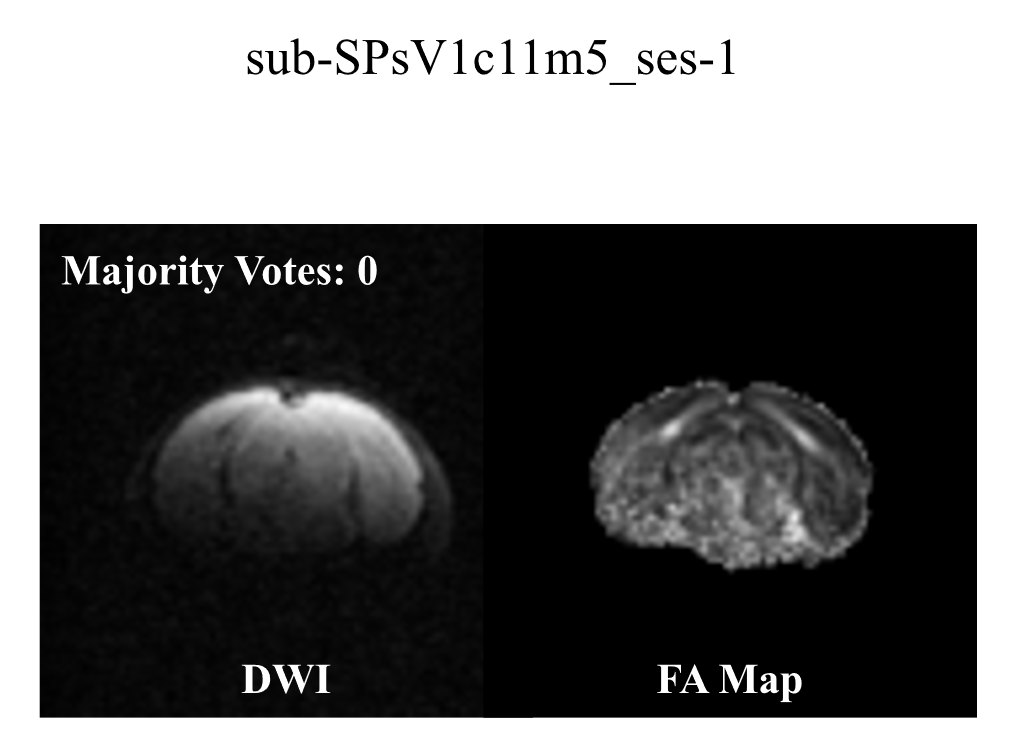 sub-SPsV1c11m5_ses-1
Majority Votes: 0
DWI
FA Map